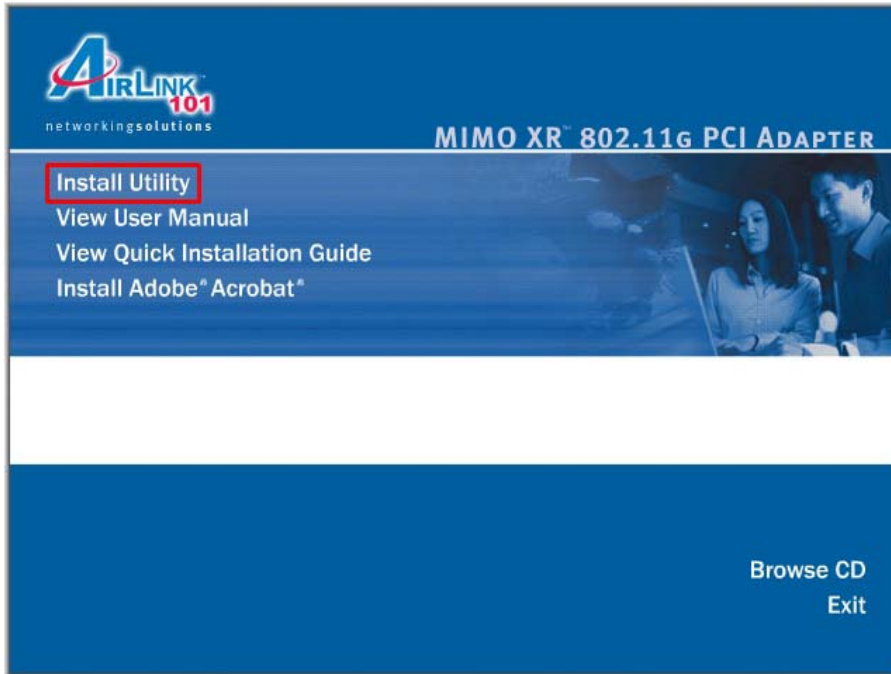 AIRLINK
101
networkingsolutions
MIMO XR™ 802.11G PCI ADAPTER
Install Utility
View User Manual
View Quick Installation Guide
Install Adobe® Acrobat®
Browse CD
Exit